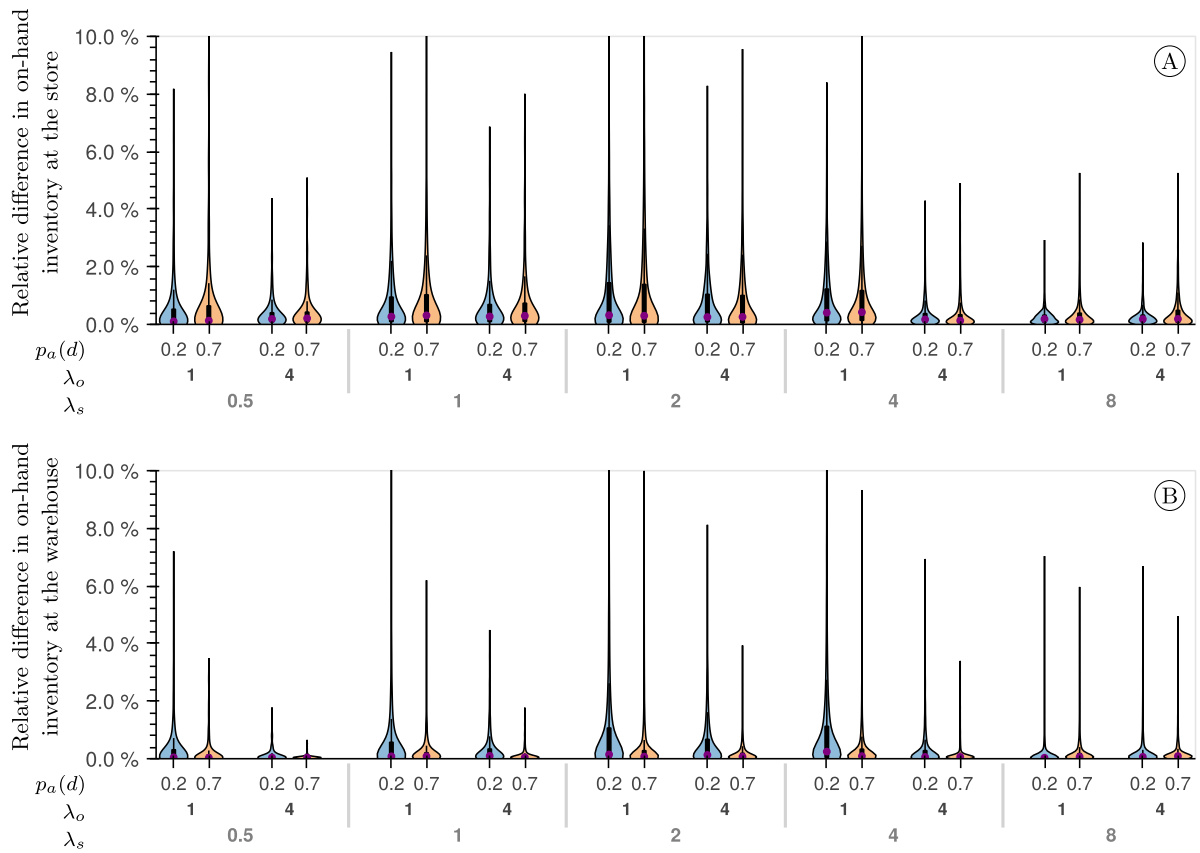 Relative difference in on-hand
inventory at the store
10.0 %
8.0 %
6.0 %
4.0 %
2.0 %
0.0 %
A
pₐ(d) 0.2 0.7 0.2 0.7 0.2 0.7 0.2 0.7 0.2 0.7 0.2 0.7 0.2 0.7 0.2 0.7 0.2 0.7 0.2 0.7
λₒ 1 4 1 4 1 4 1 4 1 4
λₛ 0.5 1 2 4 8
Relative difference in on-hand
inventory at the warehouse
10.0 %
8.0 %
6.0 %
4.0 %
2.0 %
0.0 %
B
pₐ(d) 0.2 0.7 0.2 0.7 0.2 0.7 0.2 0.7 0.2 0.7 0.2 0.7 0.2 0.7 0.2 0.7 0.2 0.7 0.2 0.7
λₒ 1 4 1 4 1 4 1 4 1 4
λₛ 0.5 1 2 4 8